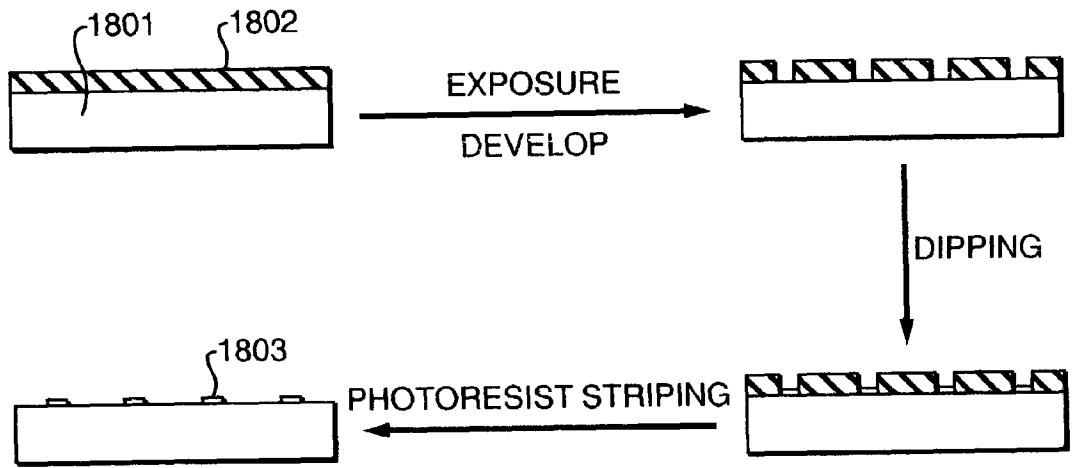 1801
1802
EXPOSURE
DEVELOP
DIPPING
1803
PHOTORESIST STRIPING